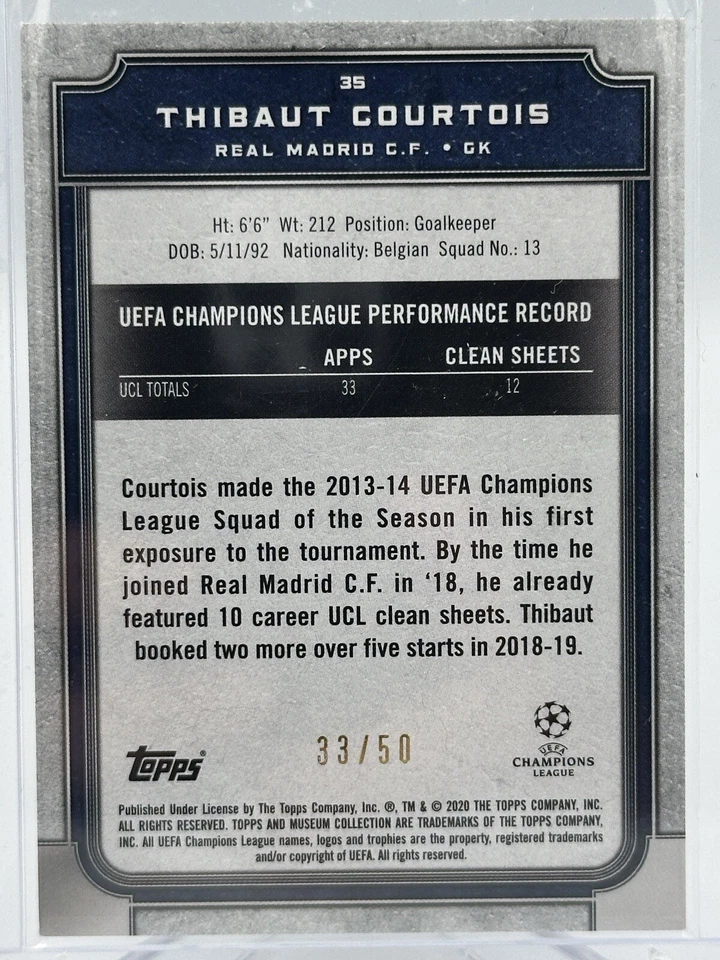 35
THIBAUT COURTOIS
REAL MADRID C.F. • GK
Ht: 6'6" Wt: 212 Position: Goalkeeper
DOB: 5/11/92 Nationality: Belgian Squad No.: 13
UEFA CHAMPIONS LEAGUE PERFORMANCE RECORD
APPS CLEAN SHEETS
UCL TOTALS 33 12
Courtois made the 2013-14 UEFA Champions
League Squad of the Season in his first
exposure to the tournament. By the time he
joined Real Madrid C.F. in ‘18, he already
featured 10 career UCL clean sheets. Thibaut
booked two more over five starts in 2018-19.
Topps®
33/50
UEFA
CHAMPIONS
LEAGUE
Published Under License by The Topps Company, Inc. ®, TM & © 2020 THE TOPPS COMPANY, INC.
ALL RIGHTS RESERVED. TOPPS AND MUSEUM COLLECTION ARE TRADEMARKS OF THE TOPPS COMPANY,
INC. All UEFA Champions League names, logos and trophies are the property, registered trademarks
and/or copyright of UEFA. All rights reserved.